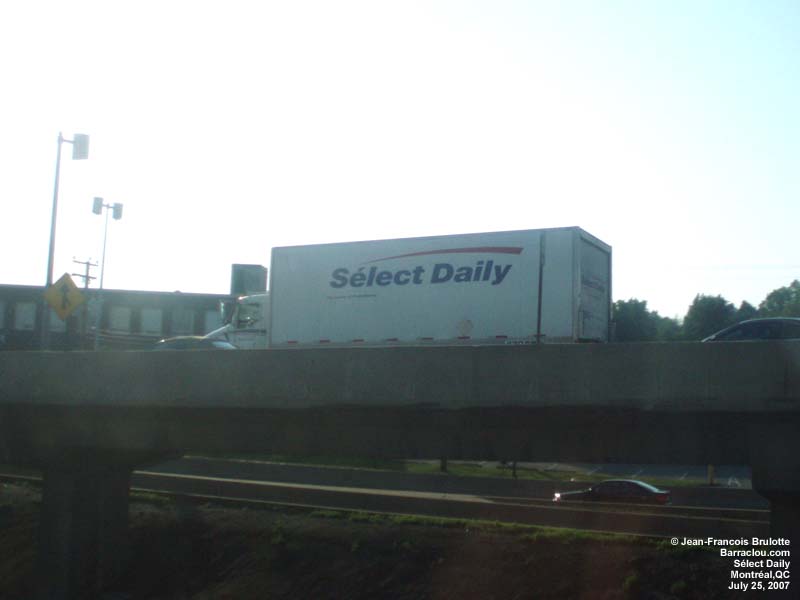 Sélect Daily
© Jean-Francois Brulotte
Barraclou.com
Sélect Daily
Montréal,QC
July 25, 2007